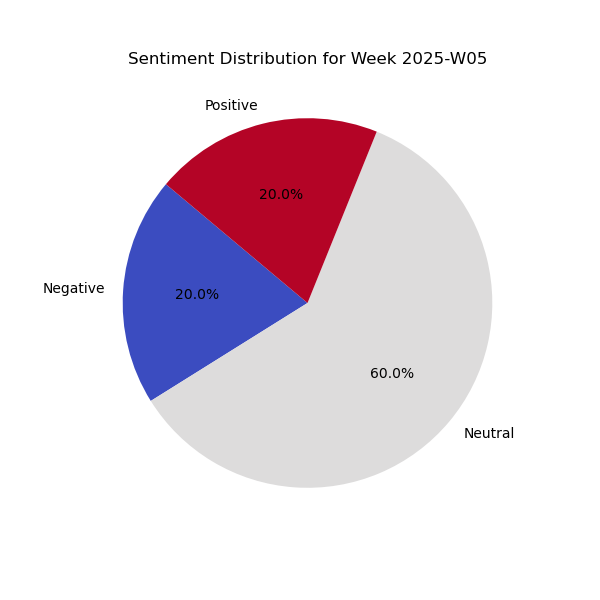 Sentiment Distribution for Week 2025-W05
Positive
20.0%
Negative
20.0%
60.0%
Neutral